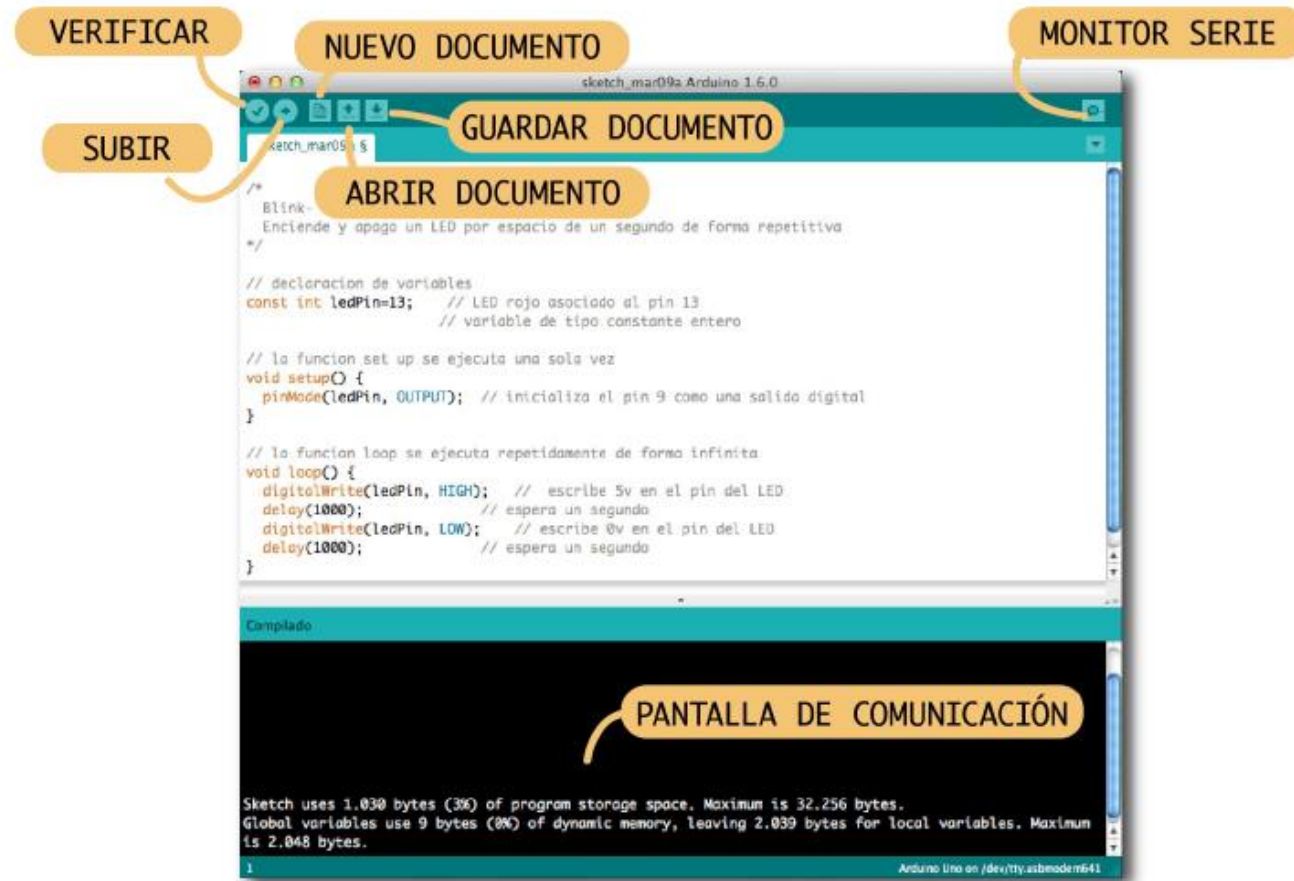 VERIFICAR
NUEVO DOCUMENTO
MONITOR SERIE
sketch_mar09a Arduino 1.6.0
GUARDAR DOCUMENTO
SUBIR
ABRIR DOCUMENTO
/*
Blink-
Enciende y apaga un LED por espacio de un segundo de forma repetitiva
*/
// declaracion de variables
const int ledPin=13; // LED rojo asociado al pin 13
// variable de tipo constante entero
// la funcion set up se ejecuta una sola vez
void setup() {
pinMode(ledPin, OUTPUT); // inicializa el pin 9 como una salida digital
}
// la funcion loop se ejecuta repetidamente de forma infinita
void loop() {
digitalWrite(ledPin, HIGH); // escribe 5v en el pin del LED
delay(1000); // espera un segundo
digitalWrite(ledPin, LOW); // escribe 0v en el pin del LED
delay(1000); // espera un segundo
}
Compilado
PANTALLA DE COMUNICACIÓN
Sketch uses 1.030 bytes (3%) of program storage space. Maximum is 32.256 bytes.
Global variables use 9 bytes (0%) of dynamic memory, leaving 2.039 bytes for local variables. Maximum
is 2.048 bytes.
1
Arduino Uno on /dev/tty.usbmodem641